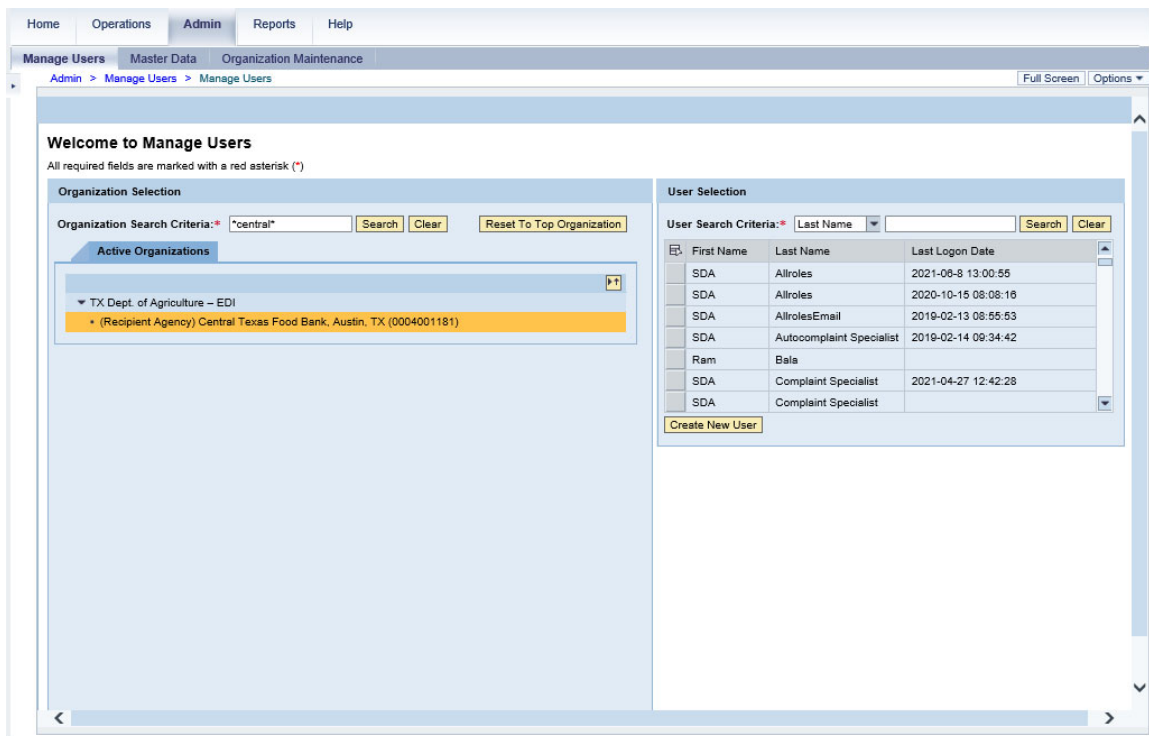 Home Operations Admin Reports Help
Manage Users Master Data Organization Maintenance
Admin > Manage Users > Manage Users Full Screen Options
Welcome to Manage Users
All required fields are marked with a red asterisk (*)
Organization Selection
Organization Search Criteria:* *central* Search Clear Reset To Top Organization
Active Organizations
TX Dept. of Agriculture – EDI
(Recipient Agency) Central Texas Food Bank, Austin, TX (0004001181)
User Selection
User Search Criteria:* Last Name Search Clear
First Name Last Name Last Logon Date
SDA Allroles 2021-06-8 13:00:55
SDA Allroles 2020-10-15 08:08:16
SDA AllrolesEmail 2019-02-13 08:55:53
SDA Autocomplaint Specialist 2019-02-14 09:34:42
Ram Bala
SDA Complaint Specialist 2021-04-27 12:42:28
SDA Complaint Specialist
Create New User